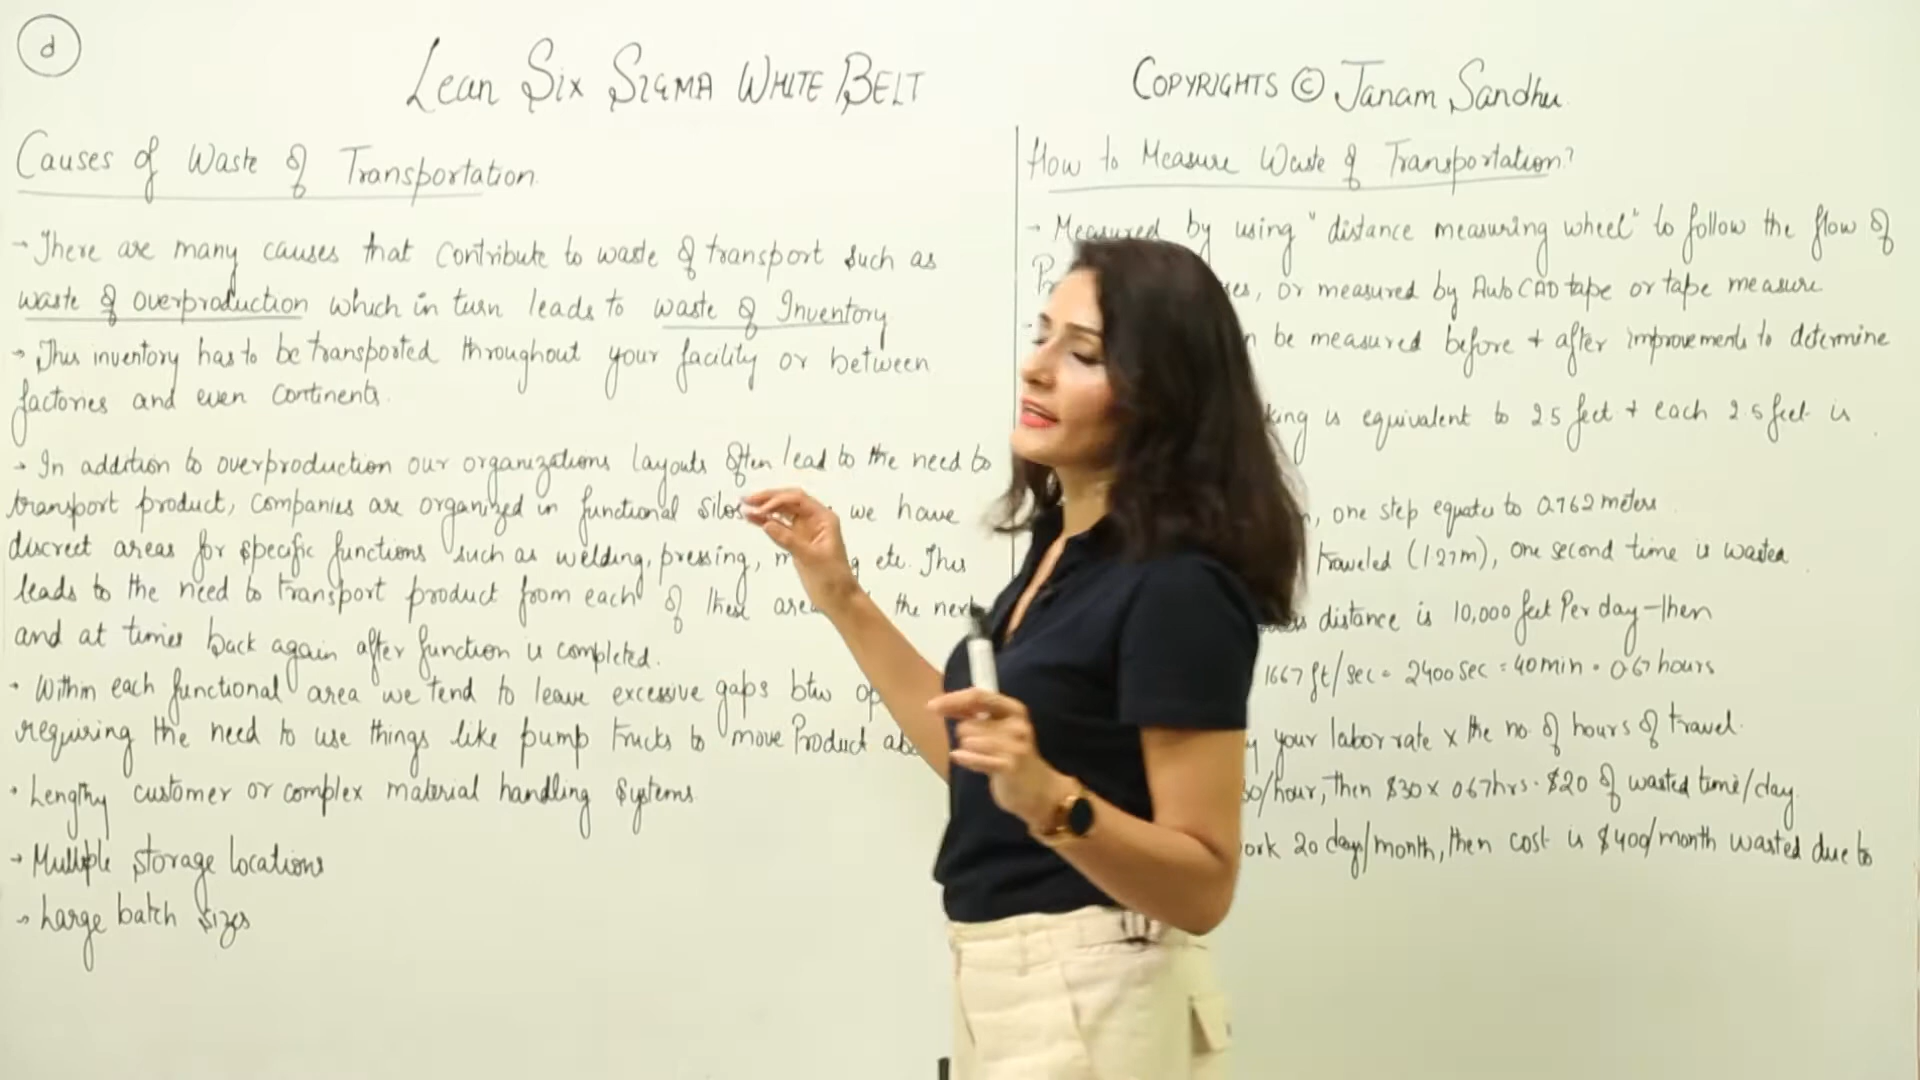 d
Lean Six SIGMA WHITE BELT
COPYRIGHTS © Janam Sandhu
Causes of Waste of Transportation
- There are many causes that contribute to waste of transport such as
waste of overproduction which in turn leads to waste of Inventory
- This inventory has to be transported throughout your facility or between
factories and even continents.
- In addition to overproduction our organizations layouts often lead to the need to
transport product, companies are organized in functional silos we have
discreet areas for specific functions such as welding, pressing, etc. This
leads to the need to transport product from each of these the next
and at times back again after function is completed.
- Within each functional area we tend to leave excessive gaps btw
requiring the need to use things like pump trucks to move Product
- Lengthy customer or complex material handling systems
- Multiple storage locations
- Large batch sizes
How to Measure Waste of Transportation?
- Measured by using "distance measuring wheel" to follow the flow of
or measured by AutoCAD tape or tape measure
be measured before + after improvements to determine
is equivalent to 2 5 feet + each 2 5 feet is
one step equates to 0.762 meters
traveled (1 27m), one second time is wasted
distance is 10,000 feet Per day - then
1667 ft/sec = 2400 sec = 40 min = 0.67 hours
your labor rate x the no. of hours of travel.
/hour, then $30 x 067 hrs = $20 of wasted time/day
20 day/month, then cost is $400/month wasted due to